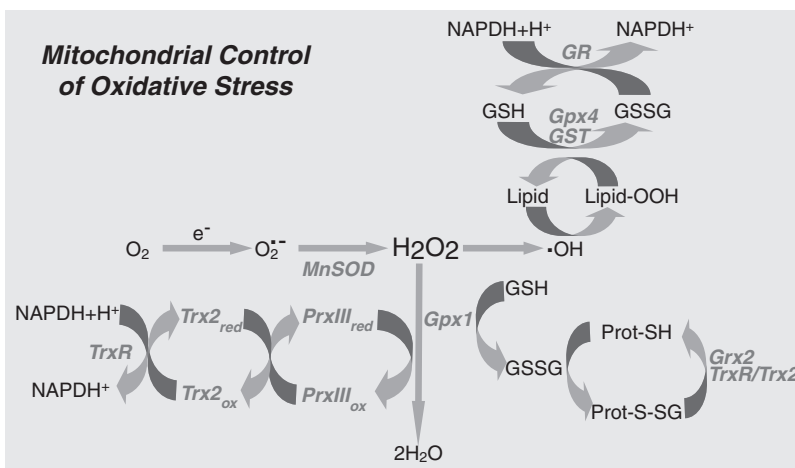 Mitochondrial Control
of Oxidative Stress
NAPDH+H⁺ NAPDH⁺
GR
GSH GSSG
Gpx4
GST
Lipid Lipid-OOH
O₂ e⁻ O₂·⁻ MnSOD H2O2 ·OH
NAPDH+H⁺ Trx2red PrxIIIred Gpx1 GSH
TrxR
NAPDH⁺ Trx2ox PrxIIIox GSSG
Prot-SH
Grx2
TrxR/Trx2
Prot-S-SG
2H₂O